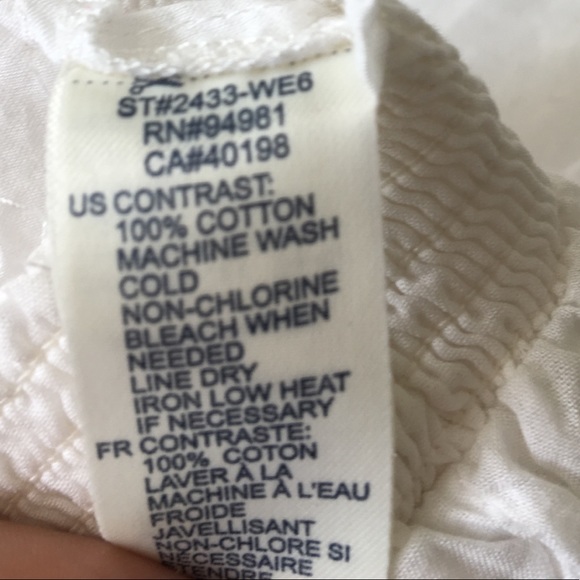 ST#2433-WE6
RN#94981
CA#40198
US CONTRAST:
100% COTTON
MACHINE WASH
COLD
NON-CHLORINE
BLEACH WHEN
NEEDED
LINE DRY
IRON LOW HEAT
IF NECESSARY
FR CONTRASTE:
100% COTON
LAVER À LA
MACHINE À L'EAU
FROIDE
JAVELLISANT
NON-CHLORE SI
NECESSAIRE